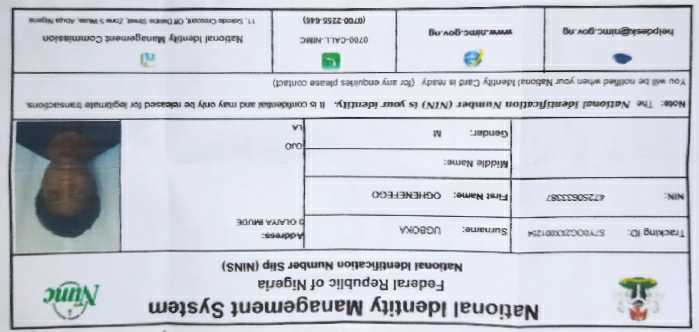 National Identity Management System
Federal Republic of Nigeria
National Identification Number Slip (NINS)
Nimc
Tracking ID: S7Y0OG2XX001254
Surname: UGBOKA
Address:
NIN: 47250633387
First Name: OGHENEFEGO
O OLAIYA IMUDE
Middle Name:
OJO
Gender: M
LA
Note: The National Identification Number (NIN) is your identity. It is confidential and may only be released for legitimate transactions.
You will be notified when your National Identity Card is ready (for any enquiries please contact)
helpdesk@nimc.gov.ng
www.nimc.gov.ng
0700-CALL-NIMC
(0700-2255-646)
National Identity Management Commission
11, Sokode Crescent, Off Dalaba Street, Zone 5 Wuse, Abuja Nigeria